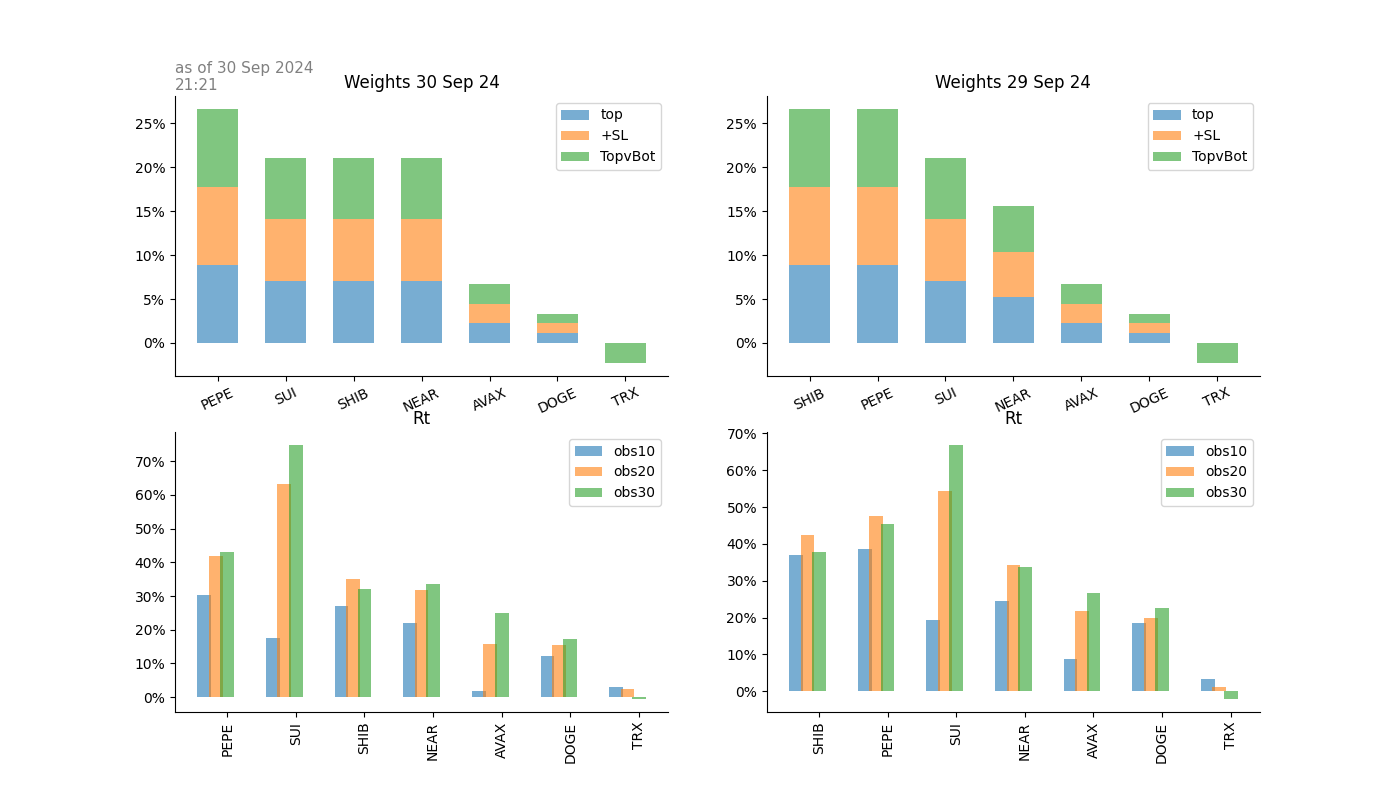 as of 30 Sep 2024
21:21
Weights 30 Sep 24
25%
20%
15%
10%
5%
0%
top
+SL
TopvBot
PEPE
SUI
SHIB
NEAR
AVAX
DOGE
TRX
Weights 29 Sep 24
25%
20%
15%
10%
5%
0%
top
+SL
TopvBot
SHIB
PEPE
SUI
NEAR
AVAX
DOGE
TRX
Rt
70%
60%
50%
40%
30%
20%
10%
0%
obs10
obs20
obs30
PEPE
SUI
SHIB
NEAR
AVAX
DOGE
TRX
Rt
70%
60%
50%
40%
30%
20%
10%
0%
obs10
obs20
obs30
SHIB
PEPE
SUI
NEAR
AVAX
DOGE
TRX